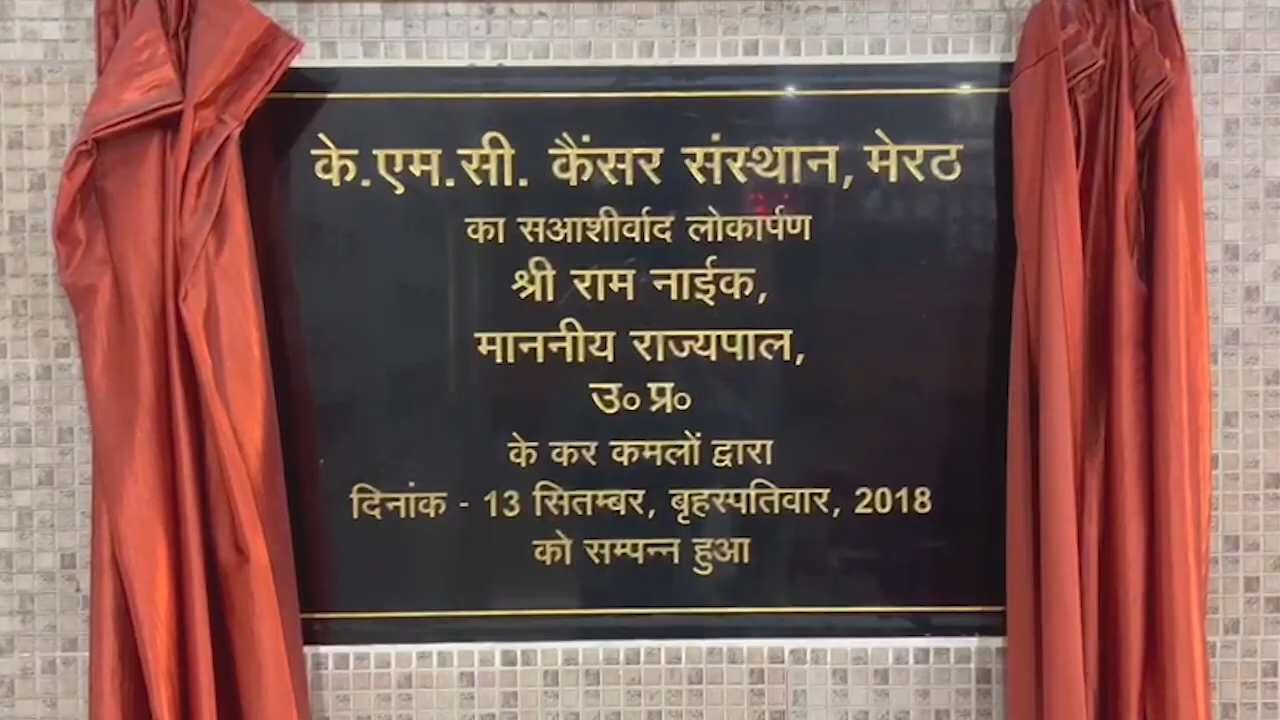 के.एम.सी. कैंसर संस्थान, मेरठ
का सआशीर्वाद लोकार्पण
श्री राम नाईक,
माननीय राज्यपाल,
उ० प्र०
के कर कमलों द्वारा
दिनांक - 13 सितम्बर, बृहस्पतिवार, 2018
को सम्पन्न हुआ